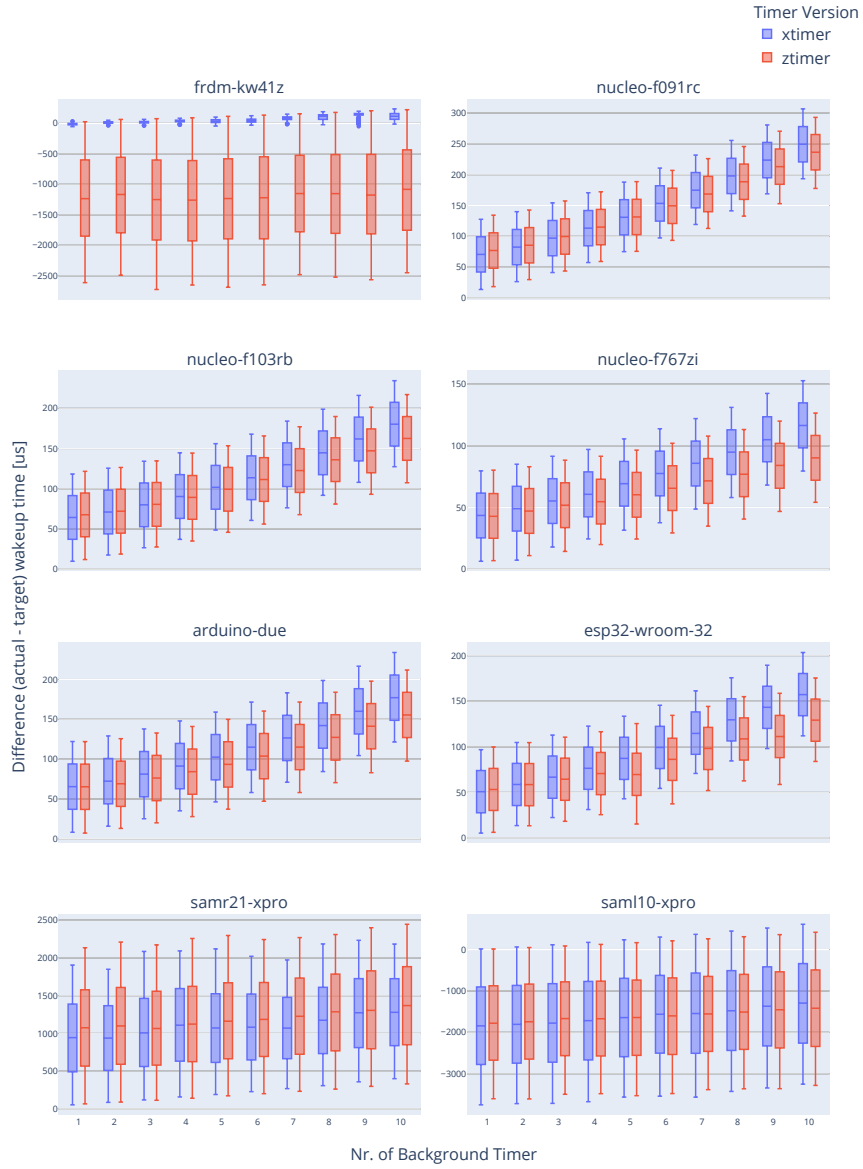 Timer Version
xtimer
ztimer
frdm-kw41z
nucleo-f091rc
0
−500
−1000
−1500
−2000
−2500
300
250
200
150
100
50
0
nucleo-f103rb
nucleo-f767zi
200
150
100
50
0
150
100
50
0
Difference (actual - target) wakeup time [us]
arduino-due
esp32-wroom-32
200
150
100
50
0
200
150
100
50
0
samr21-xpro
saml10-xpro
2500
2000
1500
1000
500
0
0
−1000
−2000
−3000
1 2 3 4 5 6 7 8 9 10
1 2 3 4 5 6 7 8 9 10
Nr. of Background Timer